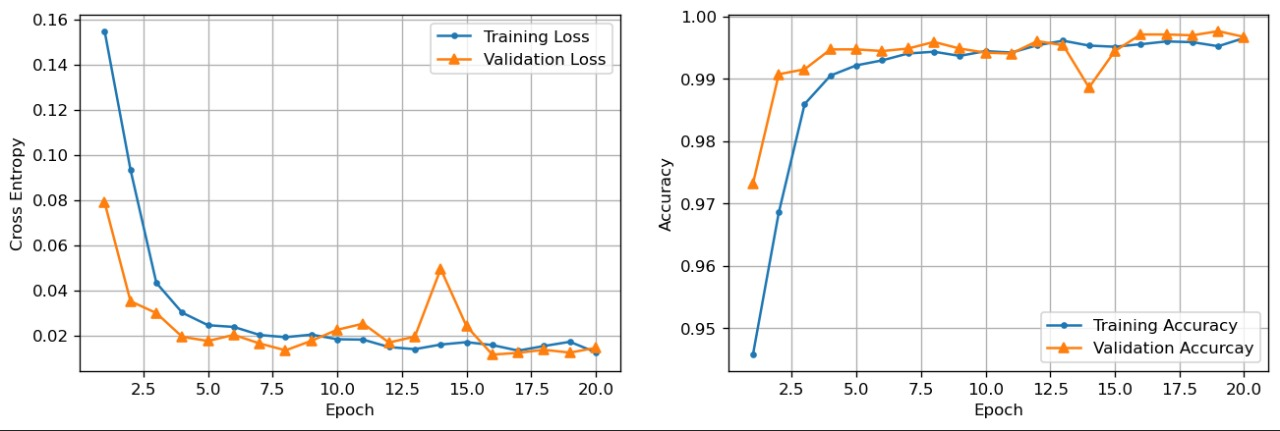 0.16
0.14
0.12
0.10
0.08
0.06
0.04
0.02
Cross Entropy
Training Loss
Validation Loss
2.5 5.0 7.5 10.0 12.5 15.0 17.5 20.0
Epoch
1.00
0.99
0.98
0.97
0.96
0.95
Accuracy
Training Accuracy
Validation Accurcay
2.5 5.0 7.5 10.0 12.5 15.0 17.5 20.0
Epoch